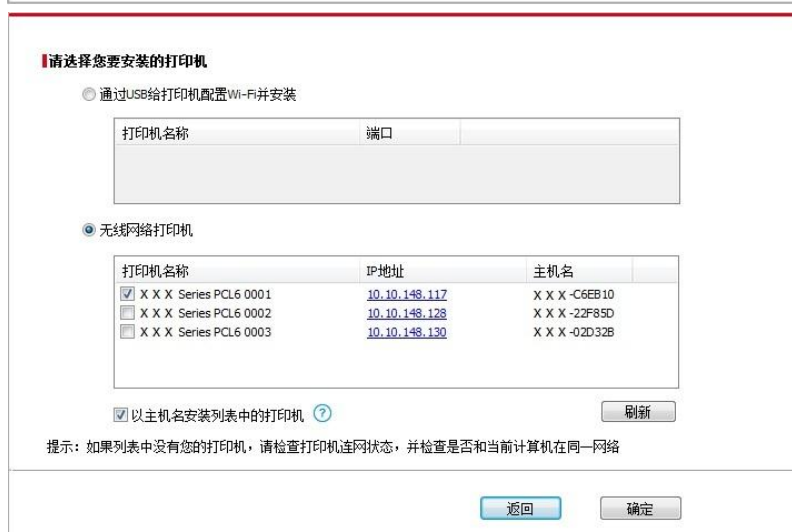 请选择您要安装的打印机
通过USB给打印机配置Wi-Fi并安装
打印机名称 端口
无线网络打印机
打印机名称 IP地址 主机名
X X X Series PCL6 0001 10.10.148.117 X X X -C6EB10
X X X Series PCL6 0002 10.10.148.128 X X X -22F85D
X X X Series PCL6 0003 10.10.148.130 X X X -02D32B
以主机名安装列表中的打印机 ? 刷新
提示：如果列表中没有您的打印机，请检查打印机连网状态，并检查是否和当前计算机在同一网络
返回 确定